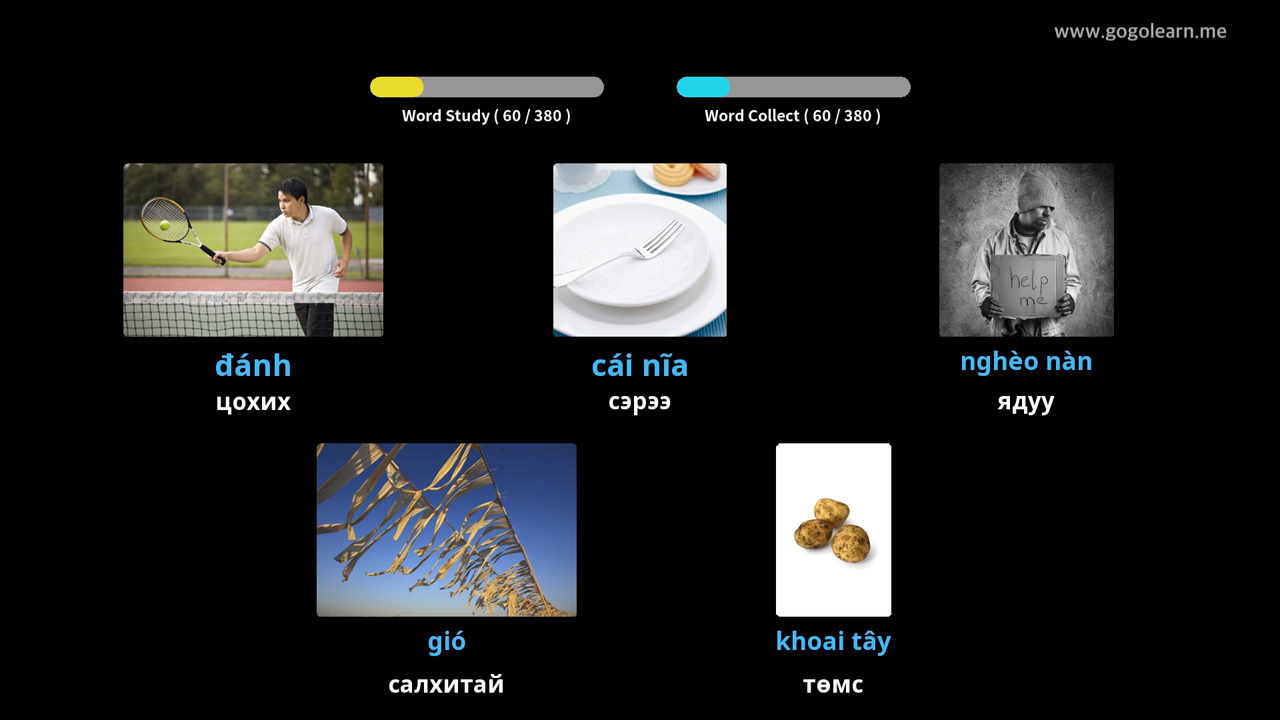 www.gogolearn.me
Word Study ( 60 / 380 )
Word Collect ( 60 / 380 )
help
me
đánh
цохих
cái nĩa
сэрээ
nghèo nàn
ядуу
gió
салхитай
khoai tây
төмс